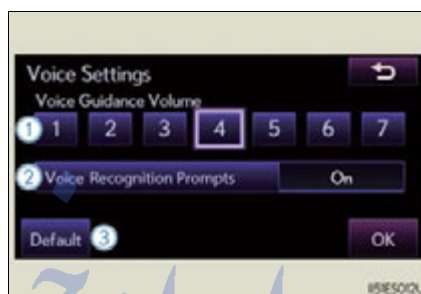 Voice Settings
Voice Guidance Volume
1 1 2 3 4 5 6 7
2 Voice Recognition Prompts On
Default 3 OK